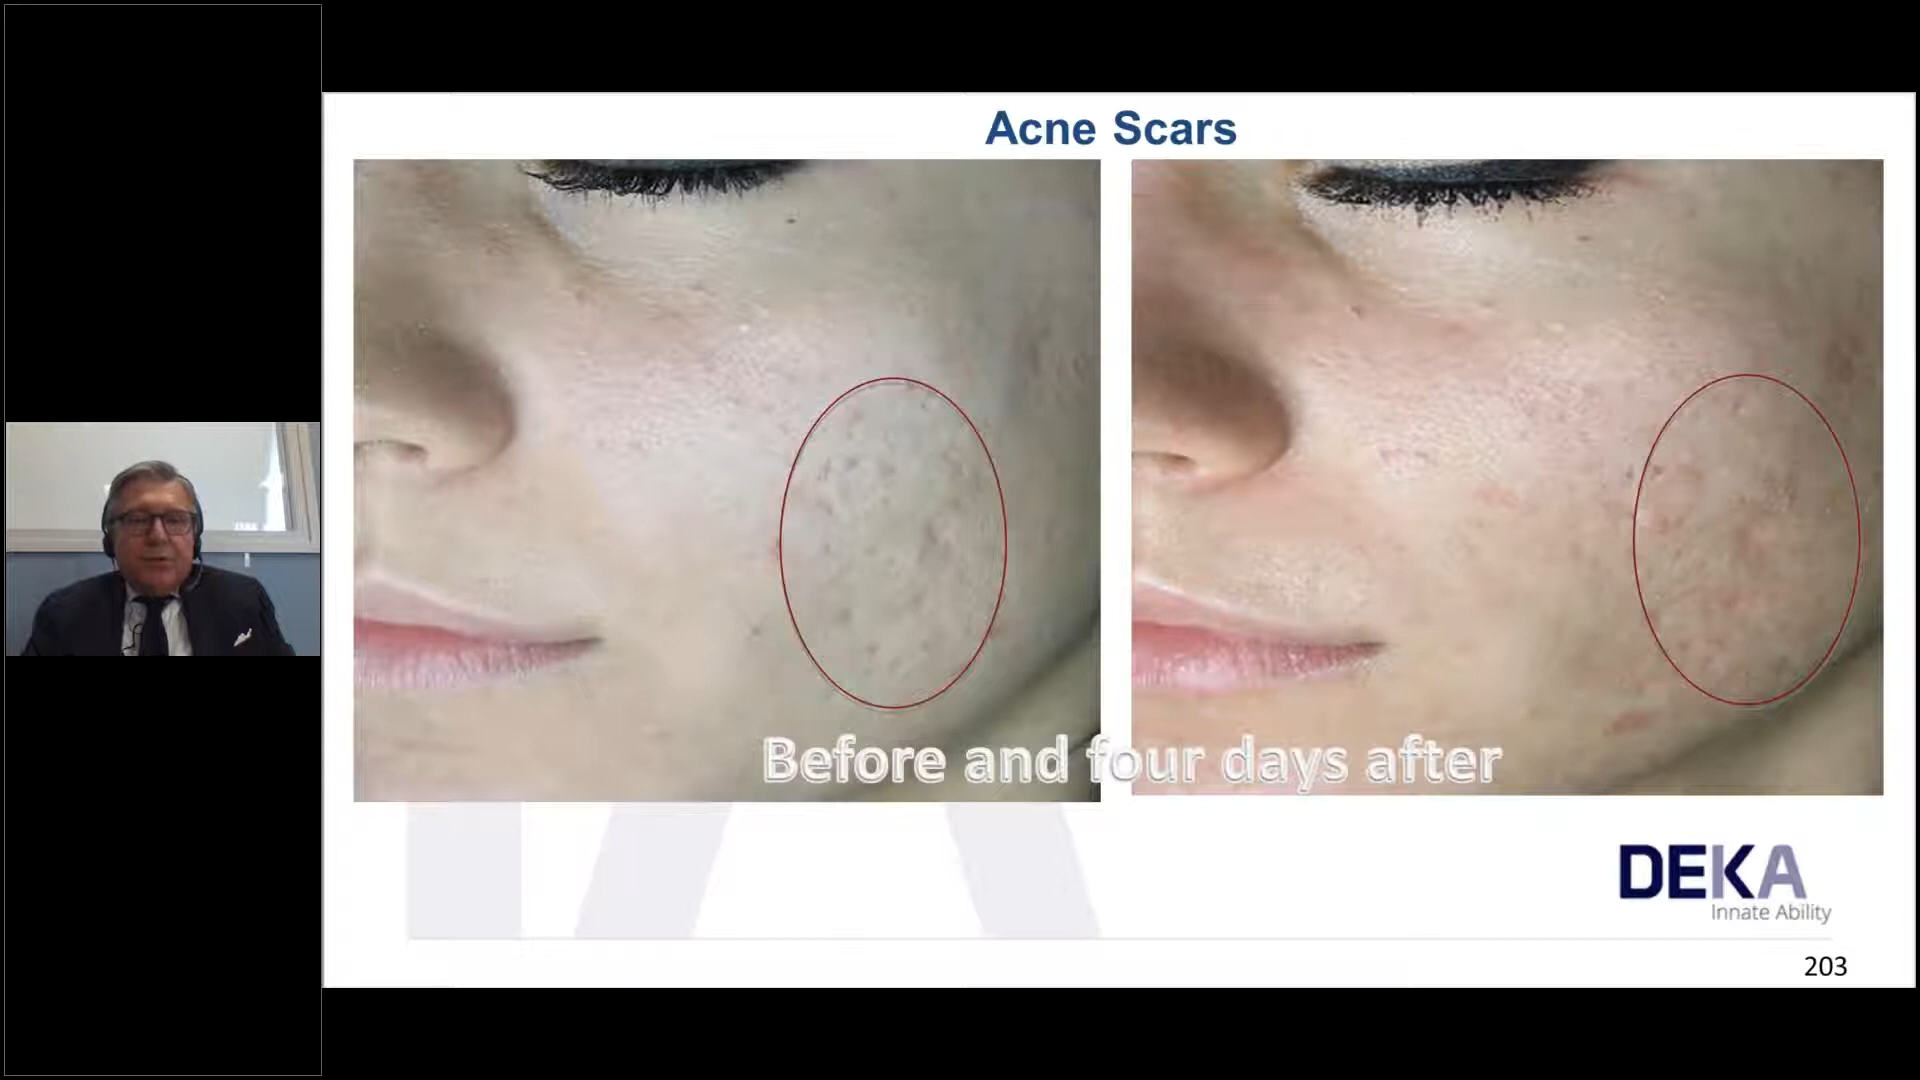 Acne Scars
Before and four days after
DEKA
Innate Ability
203